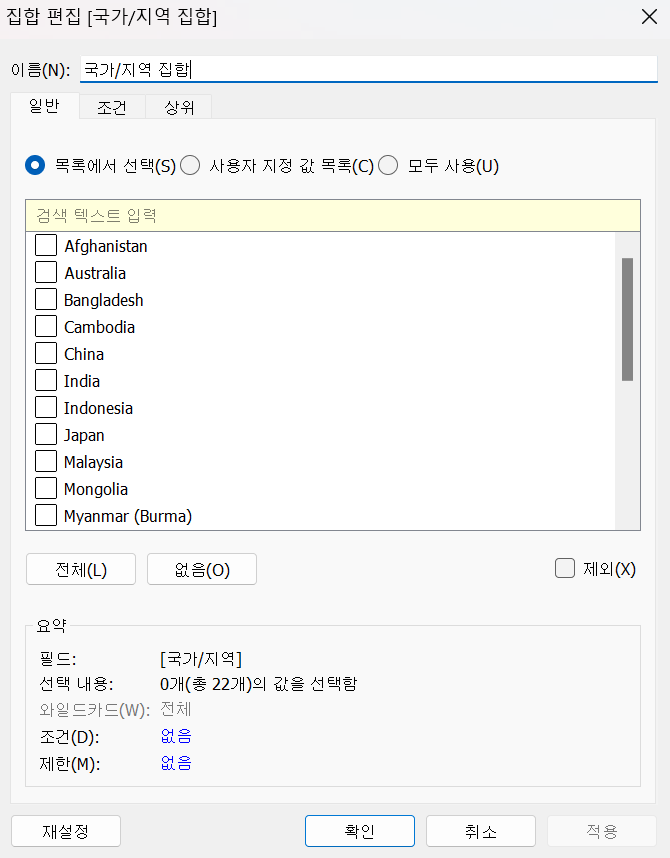 집합 편집 [국가/지역 집합]
이름(N): 국가/지역 집합
일반 조건 상위
목록에서 선택(S) 사용자 지정 값 목록(C) 모두 사용(U)
검색 텍스트 입력
Afghanistan
Australia
Bangladesh
Cambodia
China
India
Indonesia
Japan
Malaysia
Mongolia
Myanmar (Burma)
전체(L) 없음(O) 제외(X)
요약
필드: [국가/지역]
선택 내용: 0개(총 22개)의 값을 선택함
와일드카드(W): 전체
조건(D): 없음
제한(M): 없음
재설정 확인 취소 적용